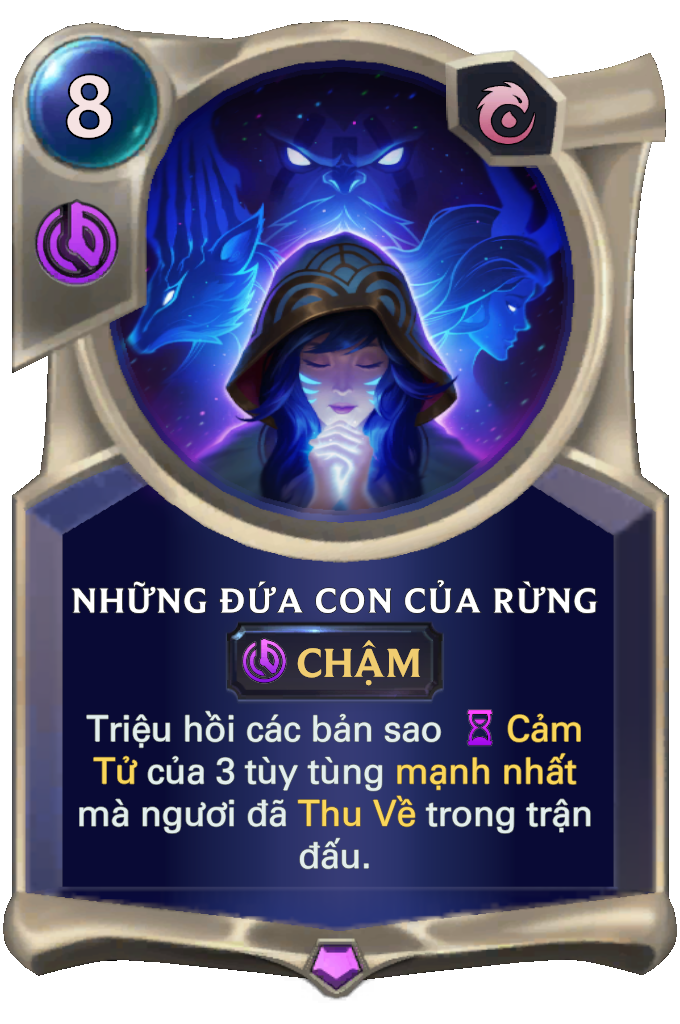 8
NHỮNG ĐỨA CON CỦA RỪNG
CHẬM
Triệu hồi các bản sao Cảm
Tử của 3 tùy tùng mạnh nhất
mà ngươi đã Thu Về trong trận
đấu.